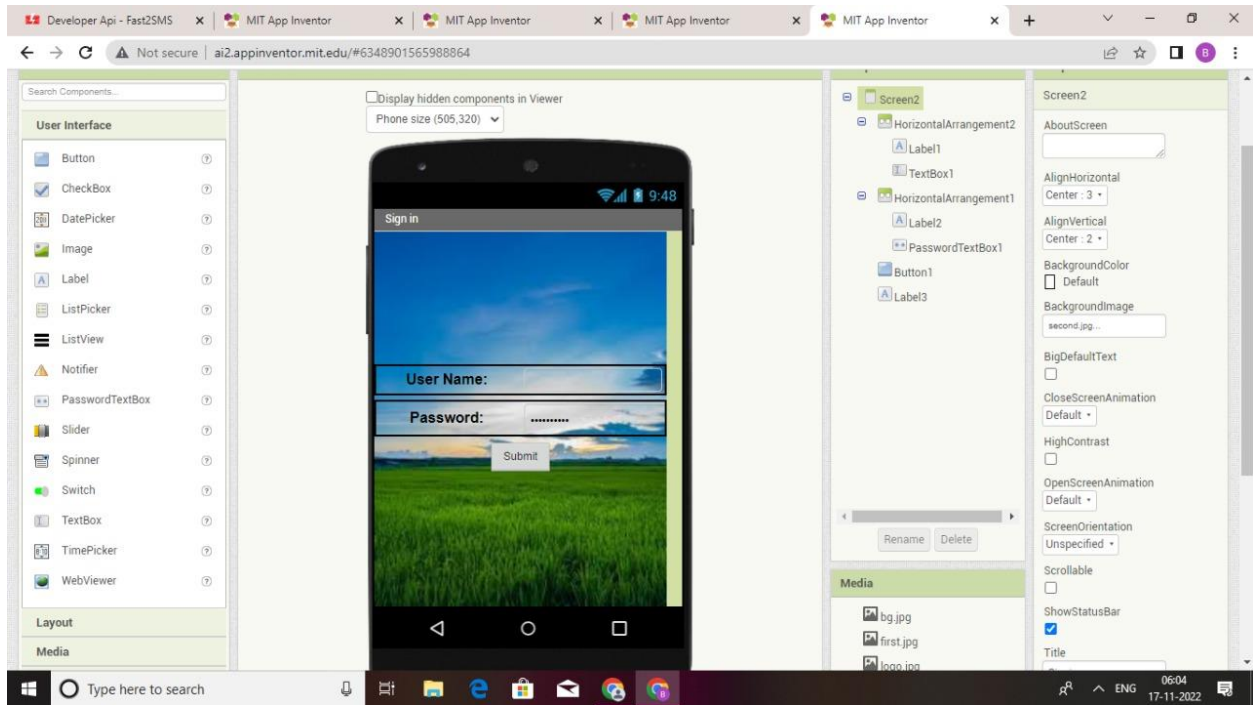 Developer Api - Fast2SMS
MIT App Inventor
MIT App Inventor
MIT App Inventor
MIT App Inventor
Not secure | ai2.appinventor.mit.edu/#6348901565988864
B
Search Components...
User Interface
Button
CheckBox
DatePicker
Image
Label
ListPicker
ListView
Notifier
PasswordTextBox
Slider
Spinner
Switch
TextBox
TimePicker
WebViewer
Layout
Media
Display hidden components in Viewer
Phone size (505,320)
9:48
Sign in
User Name:
Password:
Submit
Screen2
HorizontalArrangement2
Label1
TextBox1
HorizontalArrangement1
Label2
PasswordTextBox1
Button1
Label3
Rename Delete
Media
bg.jpg
first.jpg
logo.jpg
Screen2
AboutScreen
AlignHorizontal
Center : 3
AlignVertical
Center : 2
BackgroundColor
Default
BackgroundImage
second.jpg...
BigDefaultText
CloseScreenAnimation
Default
HighContrast
OpenScreenAnimation
Default
ScreenOrientation
Unspecified
Scrollable
ShowStatusBar
Title
Type here to search
ENG
06:04
17-11-2022